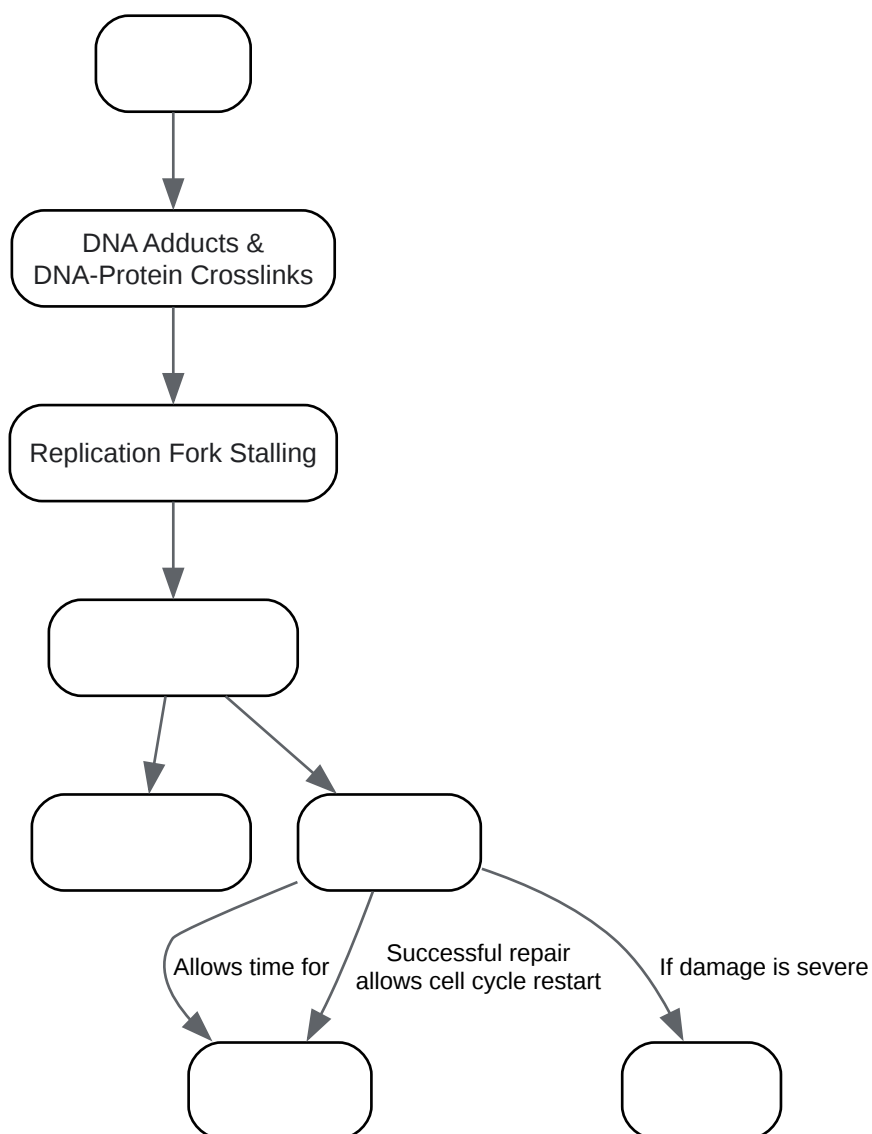 DNA Adducts &
DNA-Protein Crosslinks
Replication Fork Stalling
Allows time for
Successful repair
allows cell cycle restart
If damage is severe